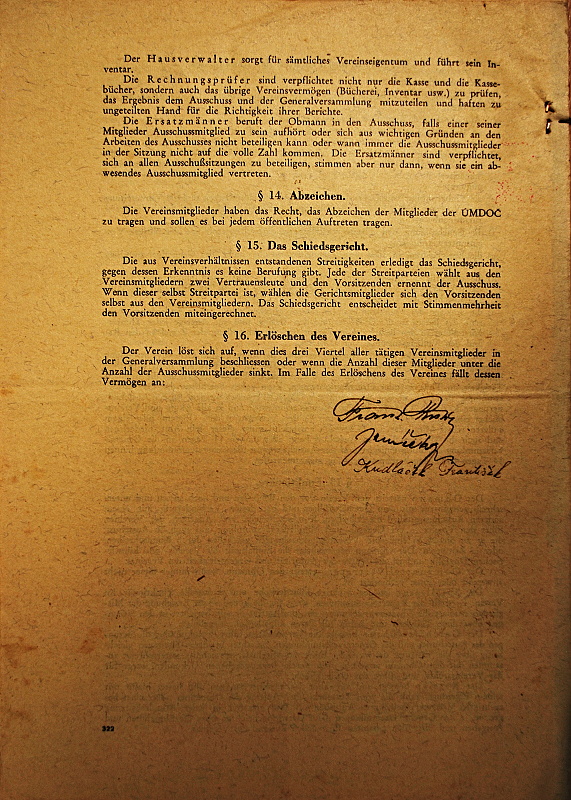 Der Hausverwalter sorgt für sämtliches Vereinseigentum und führt sein In-
ventar.
Die Rechnungsprüfer sind verpflichtet nicht nur die Kasse und die Kasse-
bücher, sondern auch das übrige Vereinsvermögen (Bücherei, Inventar usw.) zu prüfen,
das Ergebnis dem Ausschuss und der Generalversammlung mitzuteilen und haften zu
ungeteilten Hand für die Richtigkeit ihrer Berichte.
Die Ersatzmänner beruft der Obmann in den Ausschuss, falls einer seiner
Mitglieder Ausschussmitglied zu sein aufhört oder sich aus wichtigen Gründen an den
Arbeiten des Ausschusses nicht beteiligen kann oder wann immer die Ausschussmitglieder
in der Sitzung nicht auf die volle Zahl kommen. Die Ersatzmänner sind verpflichtet,
sich an allen Ausschußsitzungen zu beteiligen, stimmen aber nur dann, wenn sie ein ab-
wesendes Ausschussmitglied vertreten.
§ 14. Abzeichen.
Die Vereinsmitglieder haben das Recht, das Abzeichen der Mitglieder der ÚMDOČ
zu tragen und sollen es bei jedem öffentlichen Auftreten tragen.
§ 15. Das Schiedsgericht.
Die aus Vereinsverhältnissen entstandenen Streitigkeiten erledigt das Schiedsgericht,
gegen dessen Erkenntnis es keine Berufung gibt. Jede der Streitparteien wählt aus den
Vereinsmitgliedern zwei Vertrauensleute und den Vorsitzenden ernennt der Ausschuss.
Wenn dieser selbst Streitpartei ist, wählen die Gerichtsmitglieder sich den Vorsitzenden
selbst aus den Vereinsmitgliedern. Das Schiedsgericht entscheidet mit Stimmenmehrheit
den Vorsitzenden miteingerechnet.
§ 16. Erlöschen des Vereines.
Der Verein löst sich auf, wenn dies drei Viertel aller tätigen Vereinsmitglieder in
der Generalversammlung beschliessen oder wenn die Anzahl dieser Mitglieder unter die
Anzahl der Ausschussmitglieder sinkt. Im Falle des Erlöschens des Vereines fällt dessen
Vermögen an:
Franz
Kudláček František
322